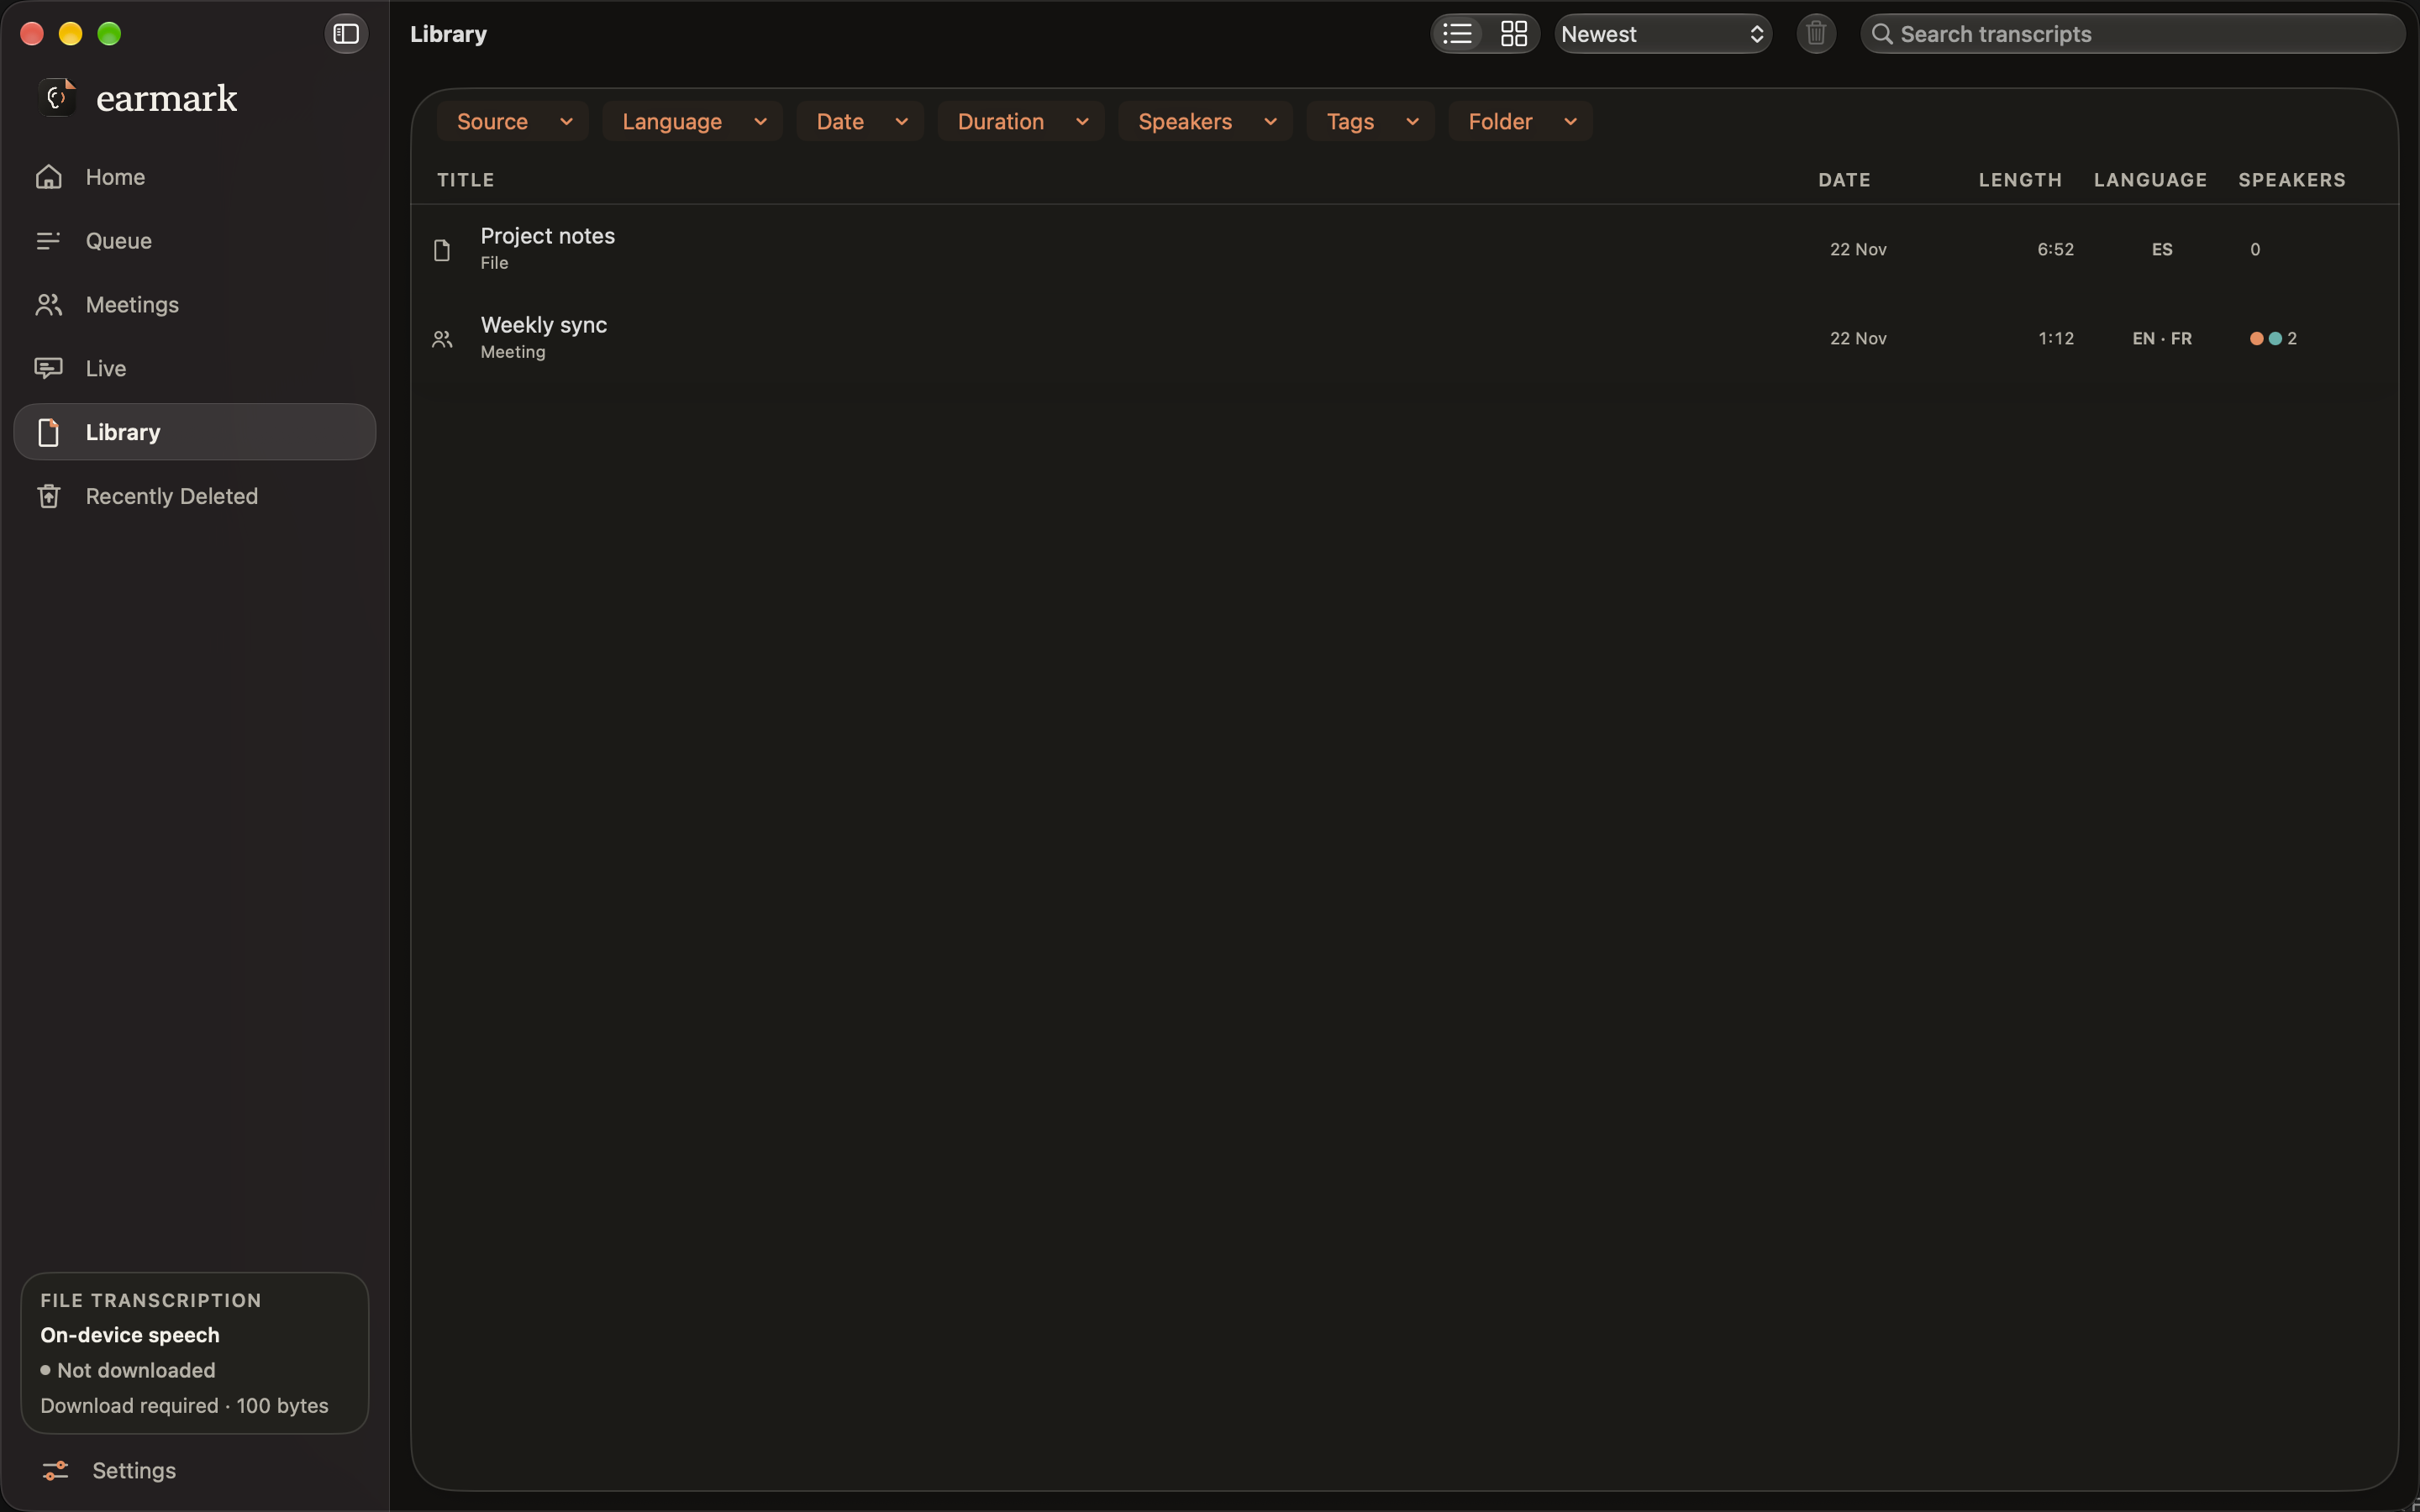 Library
Newest
Search transcripts
earmark
Home
Queue
Meetings
Live
Library
Recently Deleted
Source
Language
Date
Duration
Speakers
Tags
Folder
TITLE
DATE
LENGTH
LANGUAGE
SPEAKERS
Project notes
File
22 Nov
6:52
ES
0
Weekly sync
Meeting
22 Nov
1:12
EN · FR
2
FILE TRANSCRIPTION
On-device speech
Not downloaded
Download required · 100 bytes
Settings